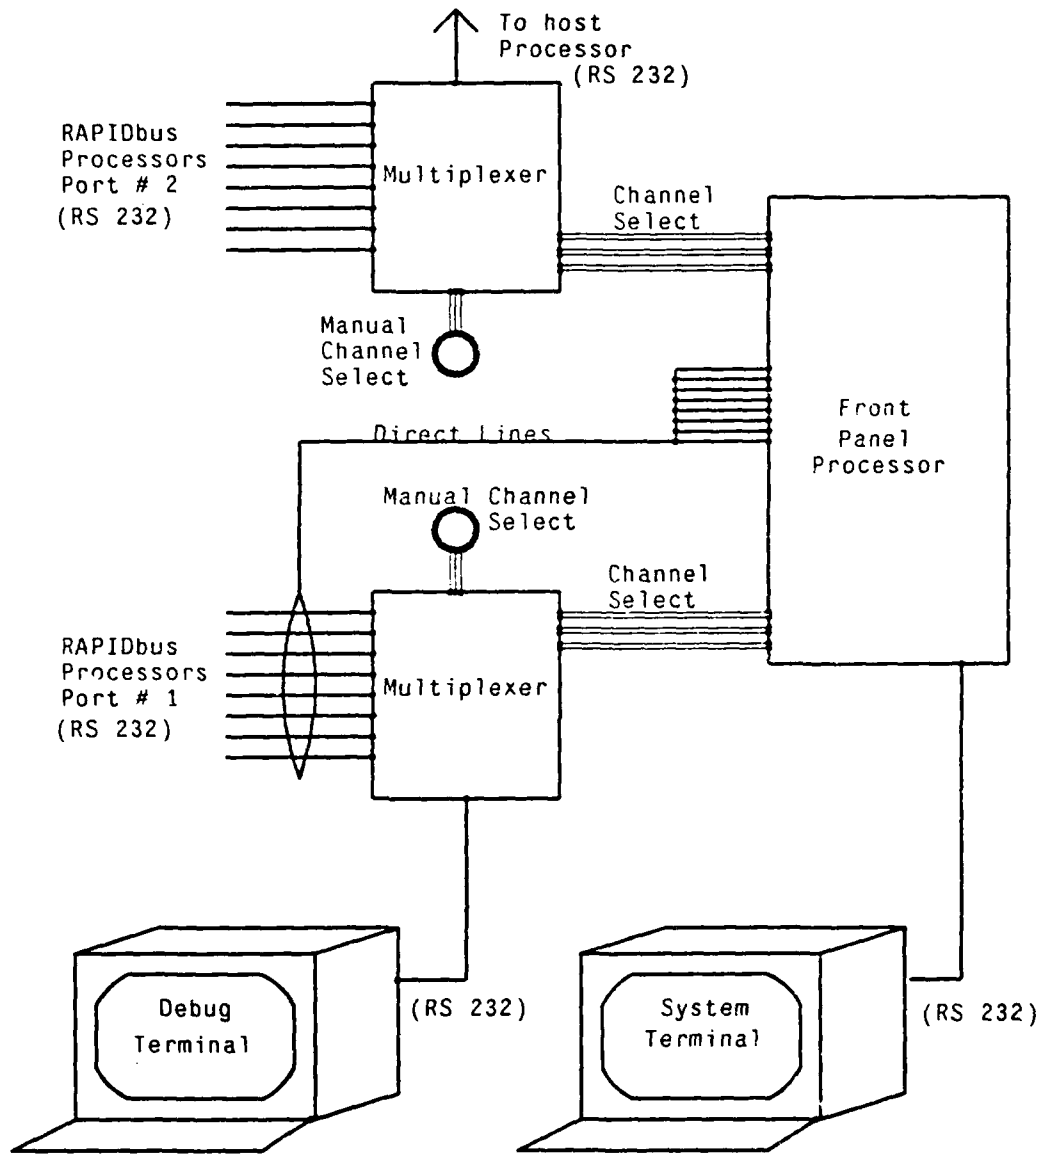 To host
Processor
(RS 232)
RAPIDbus
Processors
Port # 2
(RS 232)
Multiplexer
Channel
Select
Manual
Channel
Select
Front
Panel
Processor
Direct Lines
Manual Channel
Select
Channel
Select
RAPIDbus
Processors
Port # 1
(RS 232)
Multiplexer
Debug
Terminal
(RS 232)
System
Terminal
(RS 232)